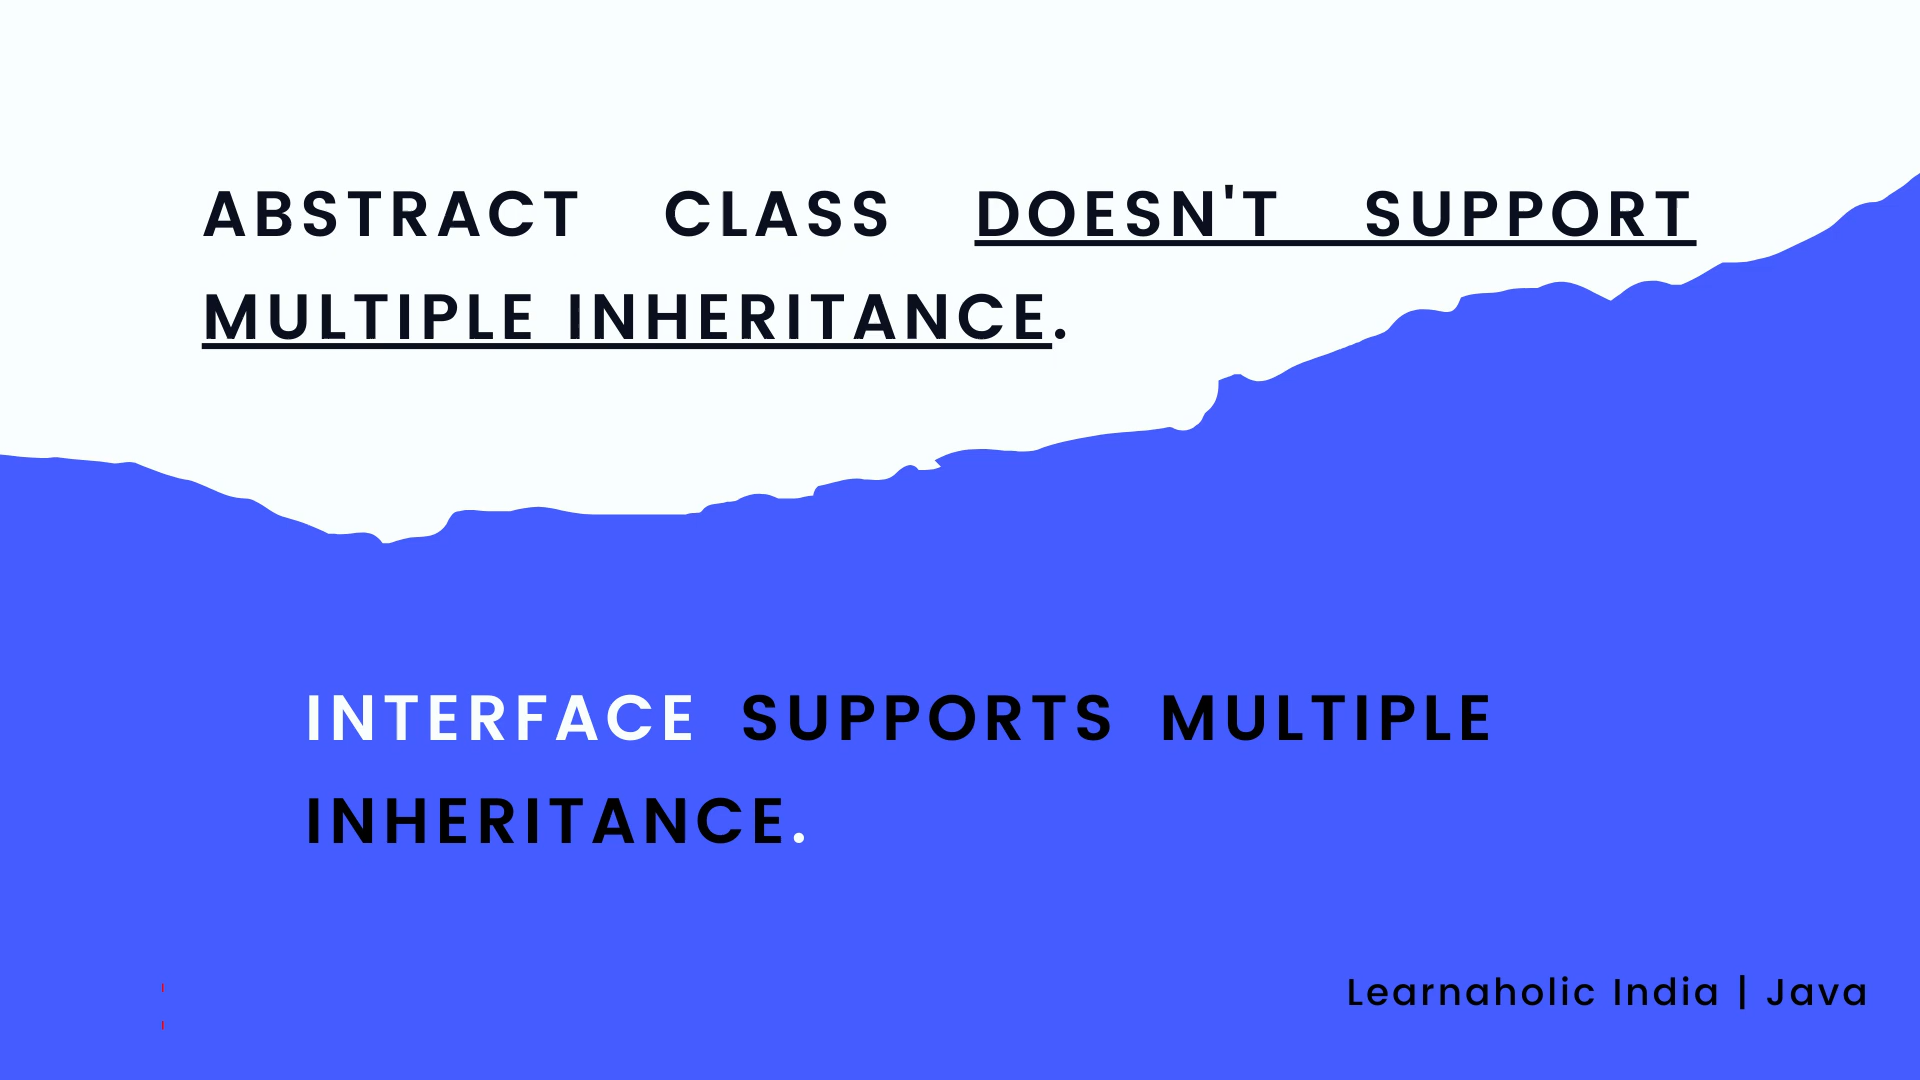 ABSTRACT CLASS DOESN'T SUPPORT
MULTIPLE INHERITANCE.
INTERFACE SUPPORTS MULTIPLE
INHERITANCE.
Learnaholic India | Java